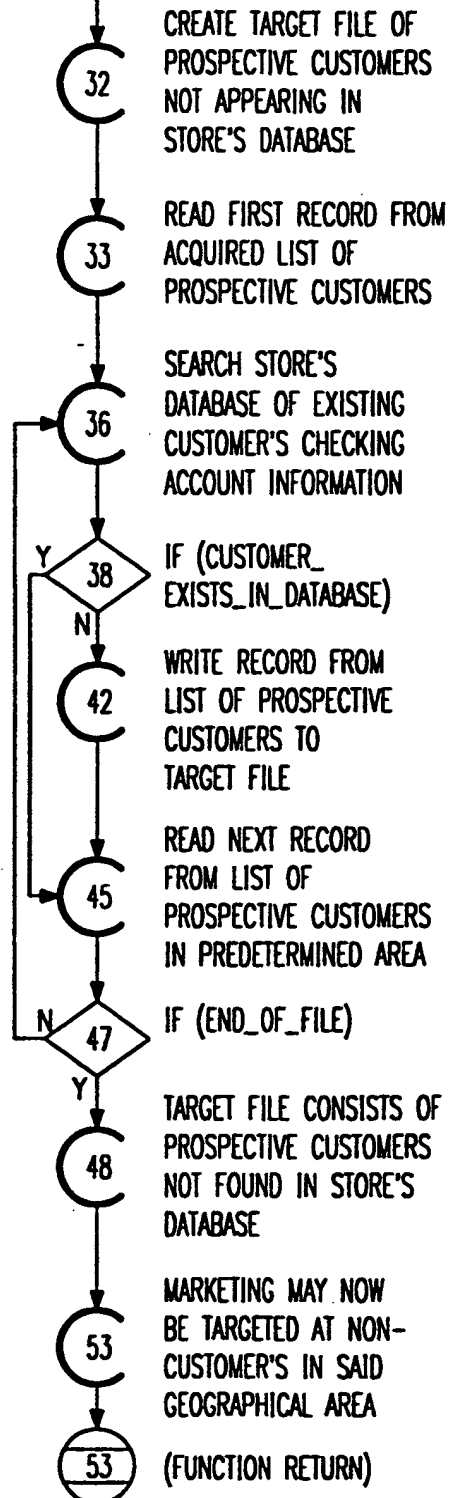 CREATE TARGET FILE OF
PROSPECTIVE CUSTOMERS
32
NOT APPEARING IN
STORE'S DATABASE
READ FIRST RECORD FROM
33
ACQUIRED LIST OF
PROSPECTIVE CUSTOMERS
SEARCH STORE'S
DATABASE OF EXISTING
36
CUSTOMER'S CHECKING
ACCOUNT INFORMATION
Y
38
IF (CUSTOMER_
EXISTS_IN_DATABASE)
N
WRITE RECORD FROM
42
LIST OF PROSPECTIVE
CUSTOMERS TO
TARGET FILE
READ NEXT RECORD
FROM LIST OF
45
PROSPECTIVE CUSTOMERS
IN PREDETERMINED AREA
N
47
IF (END_OF_FILE)
Y
TARGET FILE CONSISTS OF
PROSPECTIVE CUSTOMERS
48
NOT FOUND IN STORE'S
DATABASE
MARKETING MAY NOW
BE TARGETED AT NON-
53
CUSTOMER'S IN SAID
GEOGRAPHICAL AREA
53
(FUNCTION RETURN)